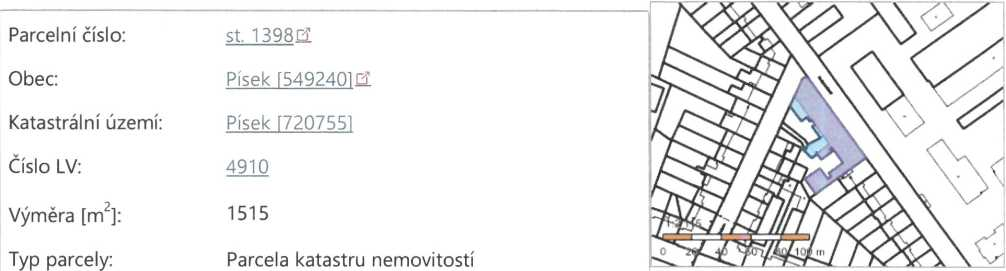 Parcelní číslo: st. 1398
Obec: Písek [549240]
Katastrální území: Písek [720755]
Číslo LV: 4910
Výměra [m²]: 1515
Typ parcely: Parcela katastru nemovitostí
0 20 40 60 80 100 m